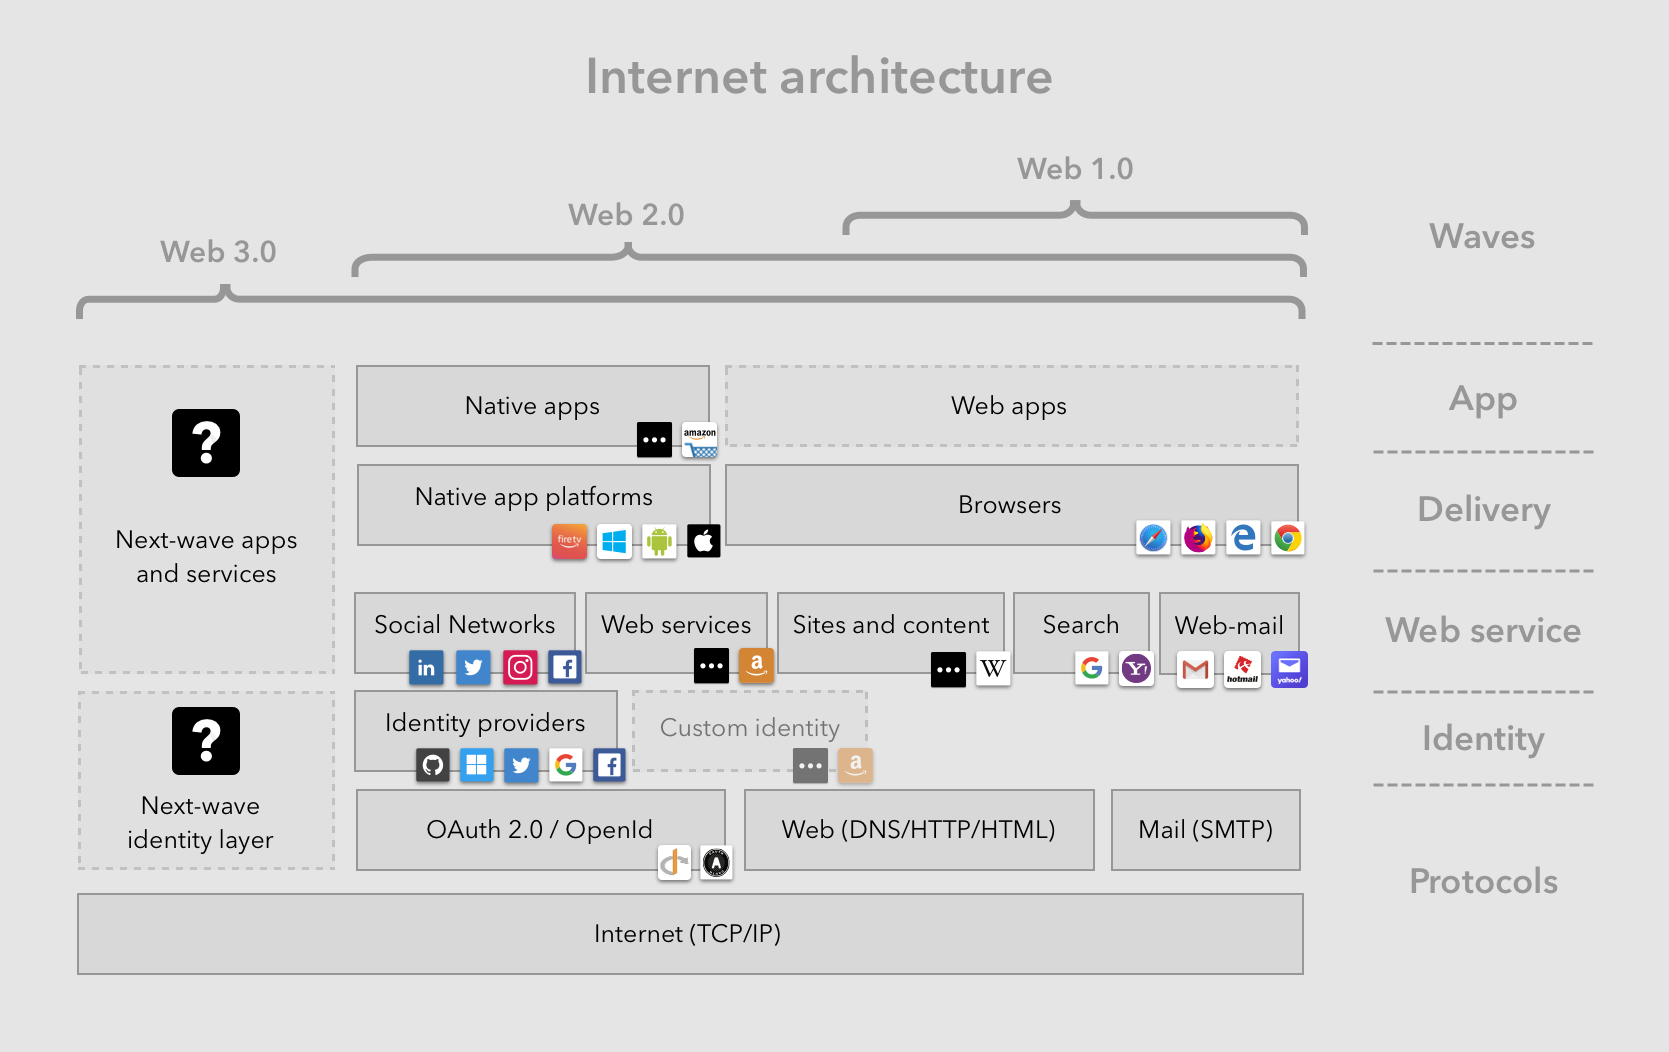 Internet architecture
Web 1.0
Web 2.0
Web 3.0
Waves
Native apps
Web apps
App
amazon
?
Next-wave apps
and services
Native app platforms
Browsers
Delivery
firetv
Social Networks
Web services
Sites and content
Search
Web-mail
Web service
in
a
W
G
Y!
M
hotmail
yahoo!
?
Next-wave
identity layer
Identity providers
Custom identity
Identity
G
a
OAuth 2.0 / OpenId
Web (DNS/HTTP/HTML)
Mail (SMTP)
Protocols
A
Internet (TCP/IP)